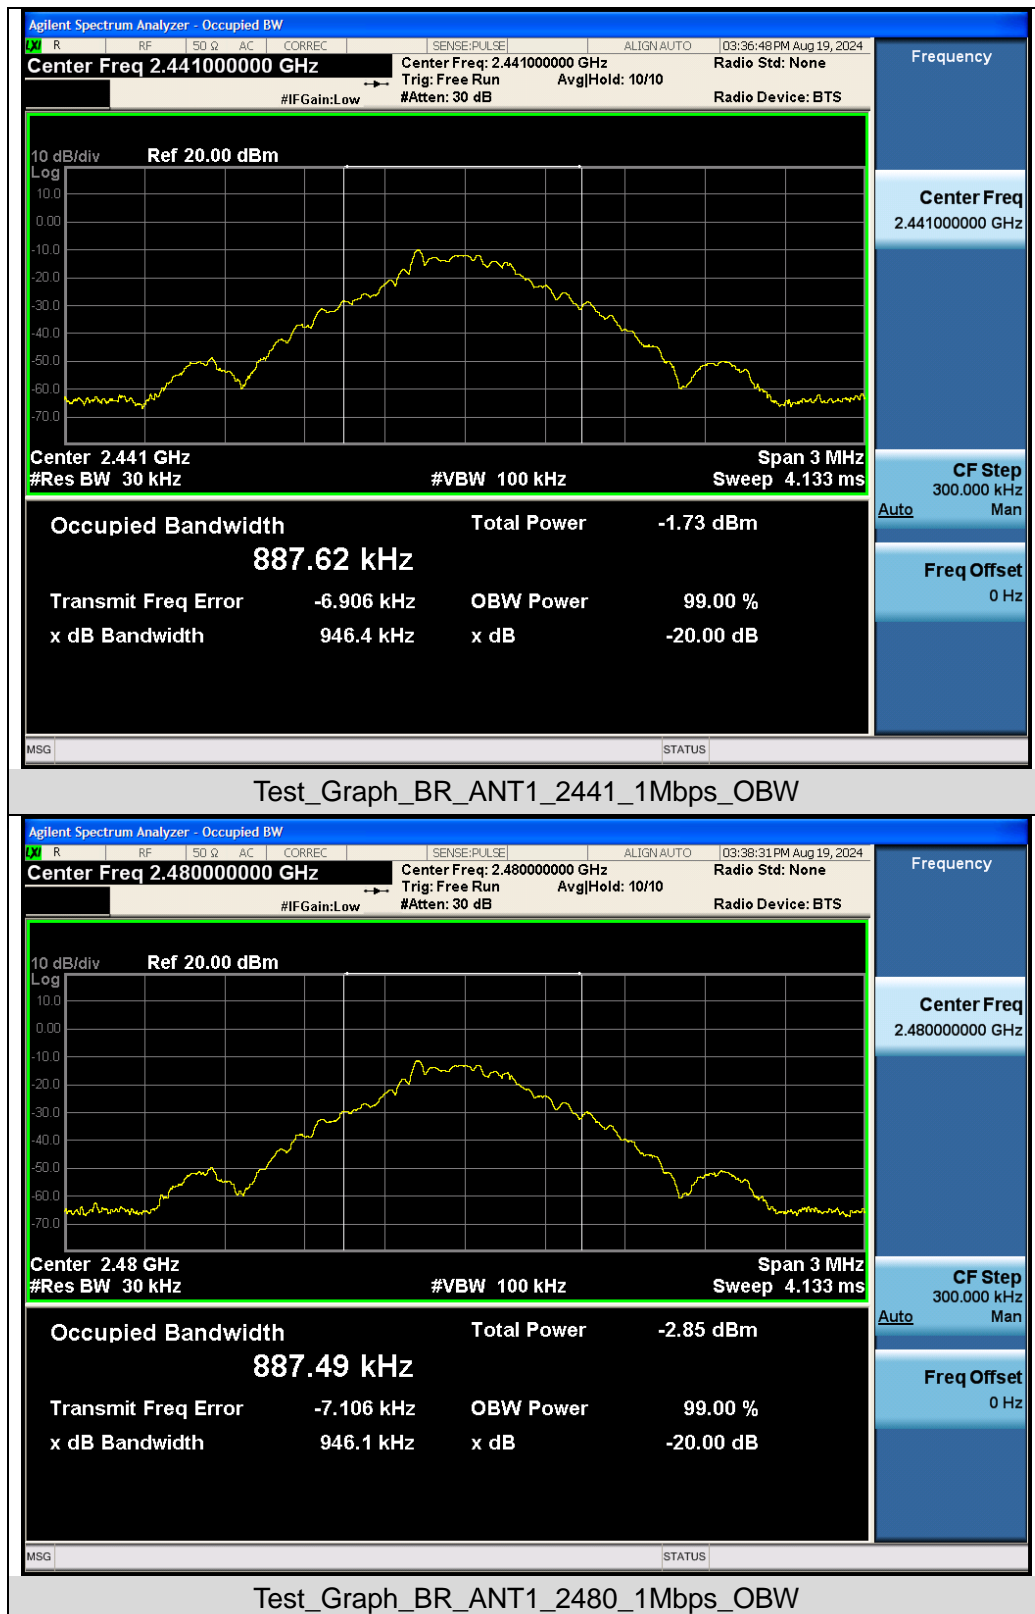 Agilent Spectrum Analyzer - Occupied BW
LXI R RF 50 Ω AC CORREC SENSE:PULSE ALIGN AUTO 03:36:48 PM Aug 19, 2024
Center Freq 2.441000000 GHz Center Freq: 2.441000000 GHz Radio Std: None
Trig: Free Run Avg|Hold: 10/10
#IFGain:Low #Atten: 30 dB Radio Device: BTS
Frequency
10 dB/div Ref 20.00 dBm
Log
10.0
0.00
-10.0
-20.0
-30.0
-40.0
-50.0
-60.0
-70.0
Center Freq
2.441000000 GHz
Center 2.441 GHz Span 3 MHz
#Res BW 30 kHz #VBW 100 kHz Sweep 4.133 ms
CF Step
300.000 kHz
Auto Man
Occupied Bandwidth Total Power -1.73 dBm
887.62 kHz
Transmit Freq Error -6.906 kHz OBW Power 99.00 %
x dB Bandwidth 946.4 kHz x dB -20.00 dB
Freq Offset
0 Hz
MSG STATUS
Test_Graph_BR_ANT1_2441_1Mbps_OBW
Agilent Spectrum Analyzer - Occupied BW
LXI R RF 50 Ω AC CORREC SENSE:PULSE ALIGN AUTO 03:38:31 PM Aug 19, 2024
Center Freq 2.480000000 GHz Center Freq: 2.480000000 GHz Radio Std: None
Trig: Free Run Avg|Hold: 10/10
#IFGain:Low #Atten: 30 dB Radio Device: BTS
Frequency
10 dB/div Ref 20.00 dBm
Log
10.0
0.00
-10.0
-20.0
-30.0
-40.0
-50.0
-60.0
-70.0
Center Freq
2.480000000 GHz
Center 2.48 GHz Span 3 MHz
#Res BW 30 kHz #VBW 100 kHz Sweep 4.133 ms
CF Step
300.000 kHz
Auto Man
Occupied Bandwidth Total Power -2.85 dBm
887.49 kHz
Transmit Freq Error -7.106 kHz OBW Power 99.00 %
x dB Bandwidth 946.1 kHz x dB -20.00 dB
Freq Offset
0 Hz
MSG STATUS
Test_Graph_BR_ANT1_2480_1Mbps_OBW